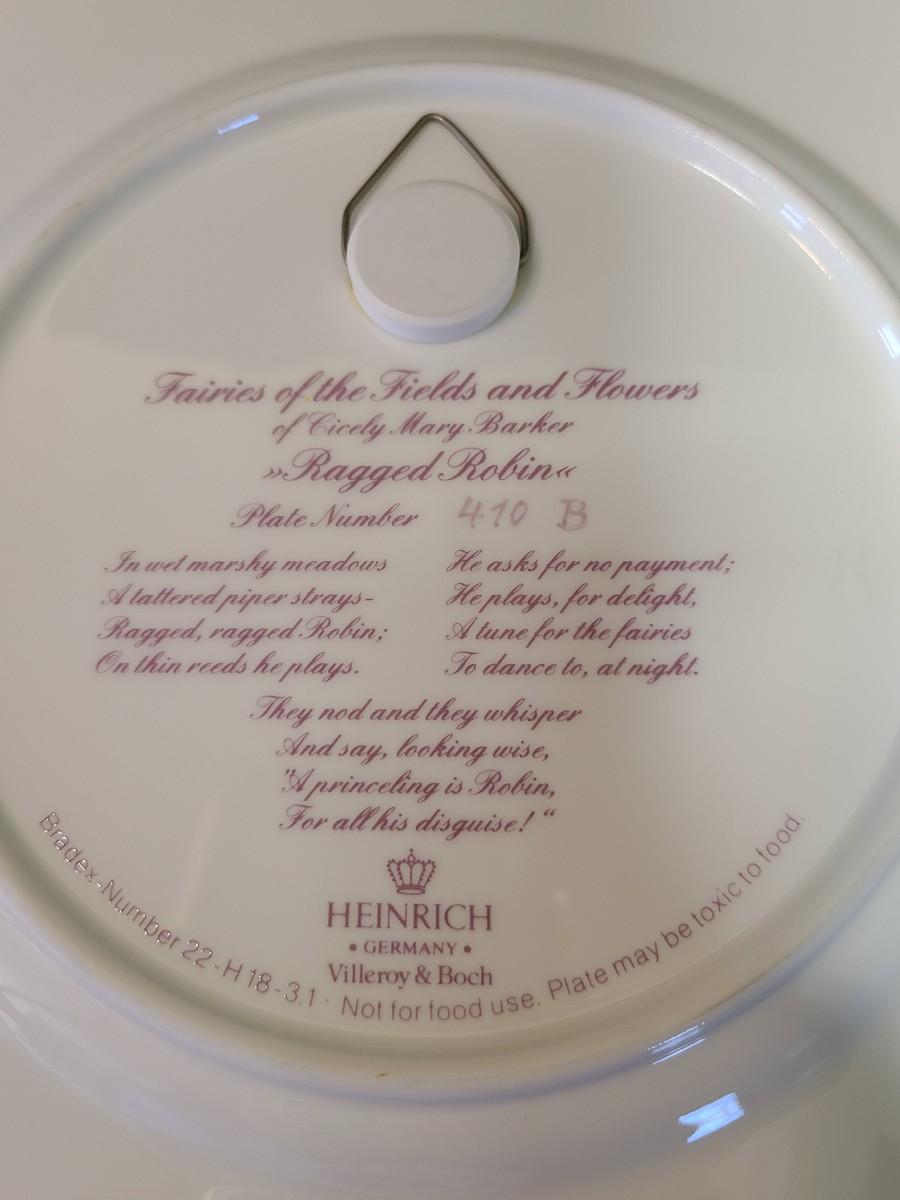 Fairies of the Fields and Flowers
of Cicely Mary Barker
»Ragged Robin«
Plate Number 410 B
In wet marshy meadows
A tattered piper strays-
Ragged, ragged Robin;
On thin reeds he plays.
He asks for no payment;
He plays, for delight,
A tune for the fairies
To dance to, at night.
They nod and they whisper
And say, looking wise,
"A princeling is Robin,
For all his disguise!“
HEINRICH
• GERMANY •
Villeroy & Boch
Bradex-Number 22-H18-3.1 · Not for food use. Plate may be toxic to food.